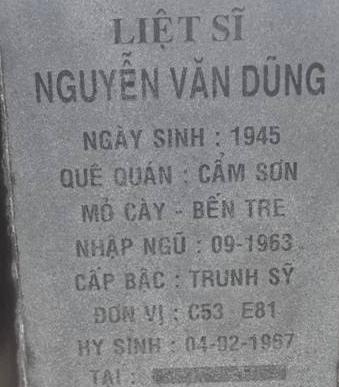 LIỆT SĨ
NGUYỄN VĂN DŨNG
NGÀY SINH : 1945
QUÊ QUÁN : CẨM SƠN
MỎ CÀY - BẾN TRE
NHẬP NGŨ : 09-1963
CẤP BẬC : TRUNH SỸ
ĐƠN VỊ : C53 E81
HY SINH : 04-02-1967
TẠI :